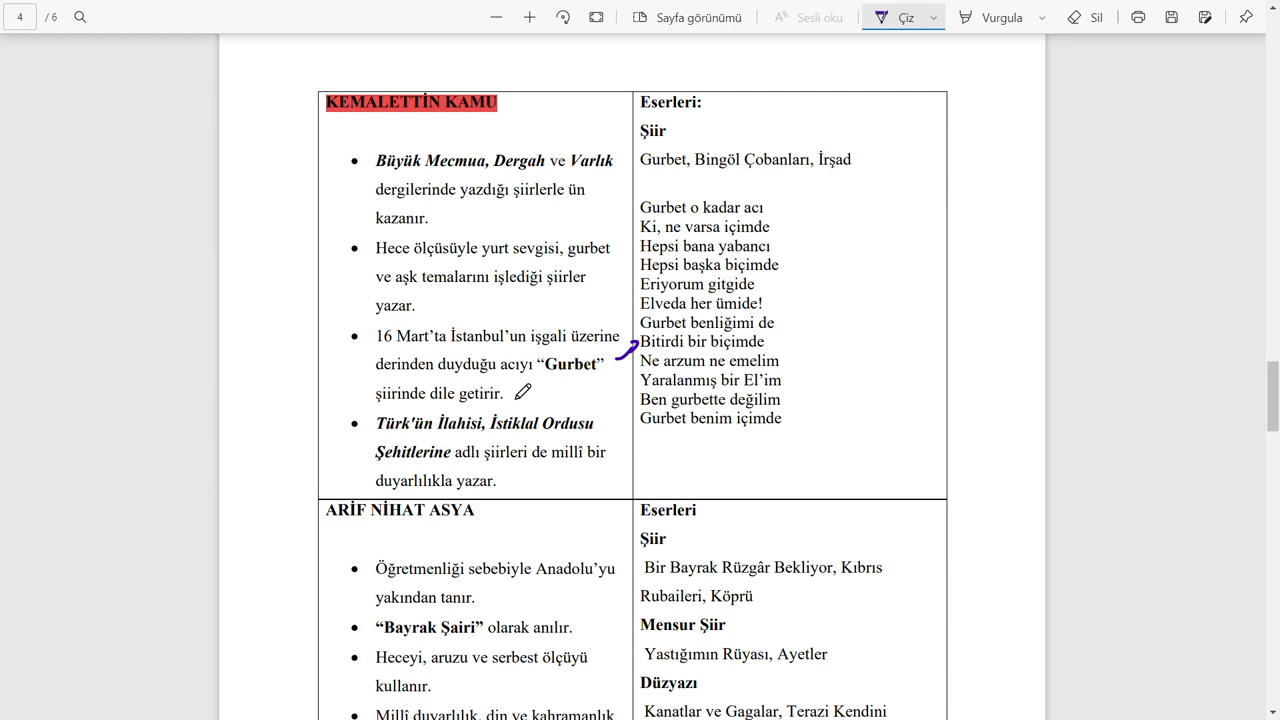 4 / 6 Sayfa görünümü Sesli oku Çiz Vurgula Sil
KEMALETTİN KAMU
Büyük Mecmua, Dergah ve Varlık
dergilerinde yazdığı şiirlerle ün
kazanır.
Hece ölçüsüyle yurt sevgisi, gurbet
ve aşk temalarını işlediği şiirler
yazar.
16 Mart’ta İstanbul’un işgali üzerine
derinden duyduğu acıyı “Gurbet”
şiirinde dile getirir.
Türk'ün İlahisi, İstiklal Ordusu
Şehitlerine adlı şiirleri de millî bir
duyarlılıkla yazar.
Eserleri:
Şiir
Gurbet, Bingöl Çobanları, İrşad
Gurbet o kadar acı
Ki, ne varsa içimde
Hepsi bana yabancı
Hepsi başka biçimde
Eriyorum gitgide
Elveda her ümide!
Gurbet benliğimi de
Bitirdi bir biçimde
Ne arzum ne emelim
Yaralanmış bir El’im
Ben gurbette değilim
Gurbet benim içimde
ARİF NİHAT ASYA
Öğretmenliği sebebiyle Anadolu’yu
yakından tanır.
“Bayrak Şairi” olarak anılır.
Heceyi, aruzu ve serbest ölçüyü
kullanır.
Millî duyarlılık, din ve kahramanlık
Eserleri
Şiir
Bir Bayrak Rüzgâr Bekliyor, Kıbrıs
Rubaileri, Köprü
Mensur Şiir
Yastığımın Rüyası, Ayetler
Düzyazı
Kanatlar ve Gagalar, Terazi Kendini